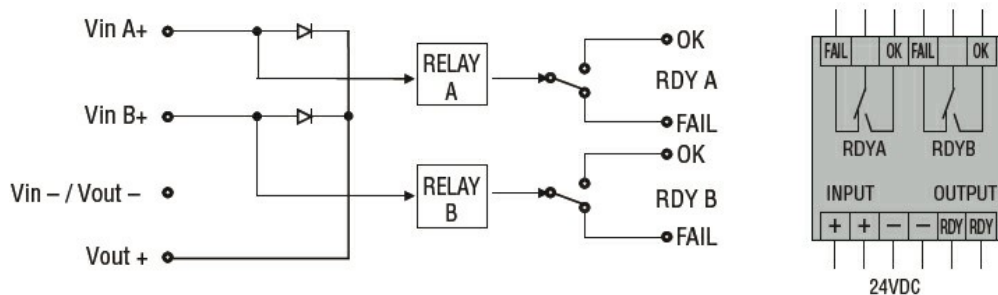 Vin A+
Vin B+
Vin – / Vout –
Vout +
RELAY
A
RELAY
B
OK
RDY A
FAIL
OK
RDY B
FAIL
FAIL OK FAIL OK
RDYA RDYB
INPUT OUTPUT
+ + – – RDY RDY
24VDC